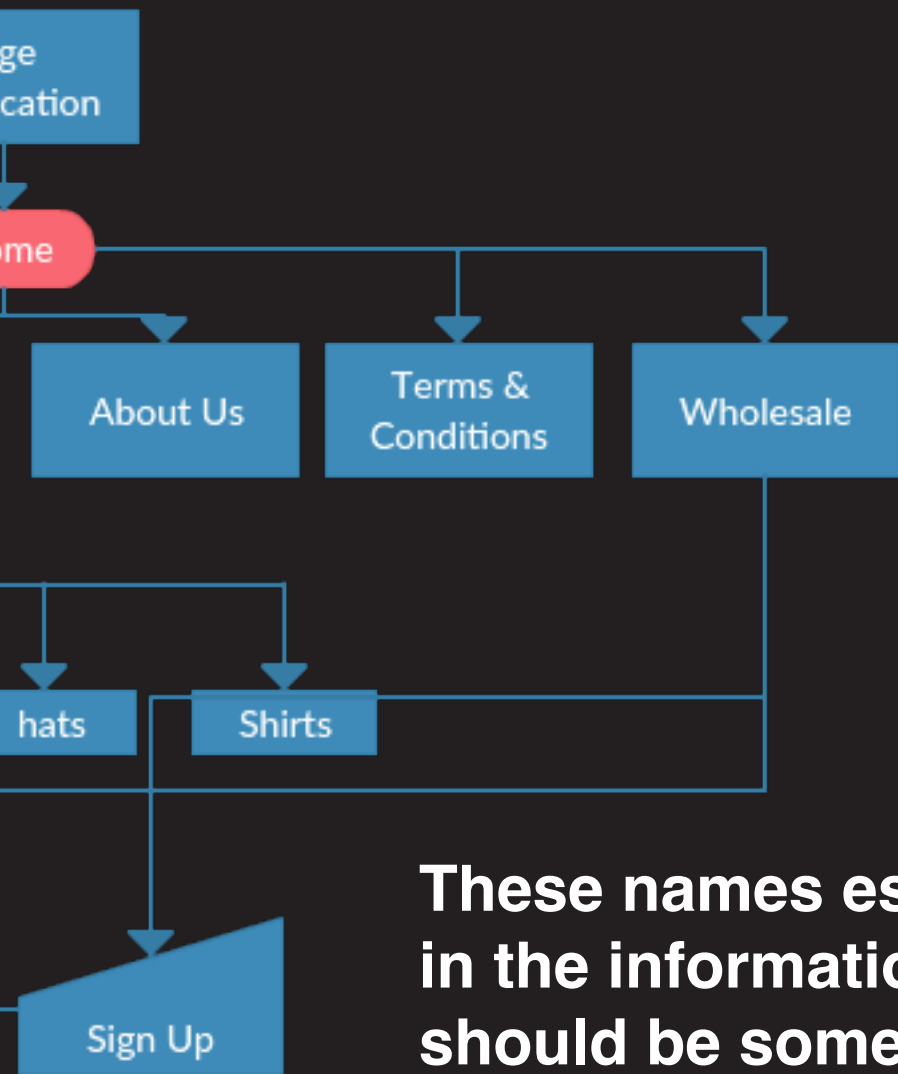 ge
cation
ome
About Us
Terms &
Conditions
Wholesale
hats
Shirts
Sign Up
These names es
in the informatio
should be some